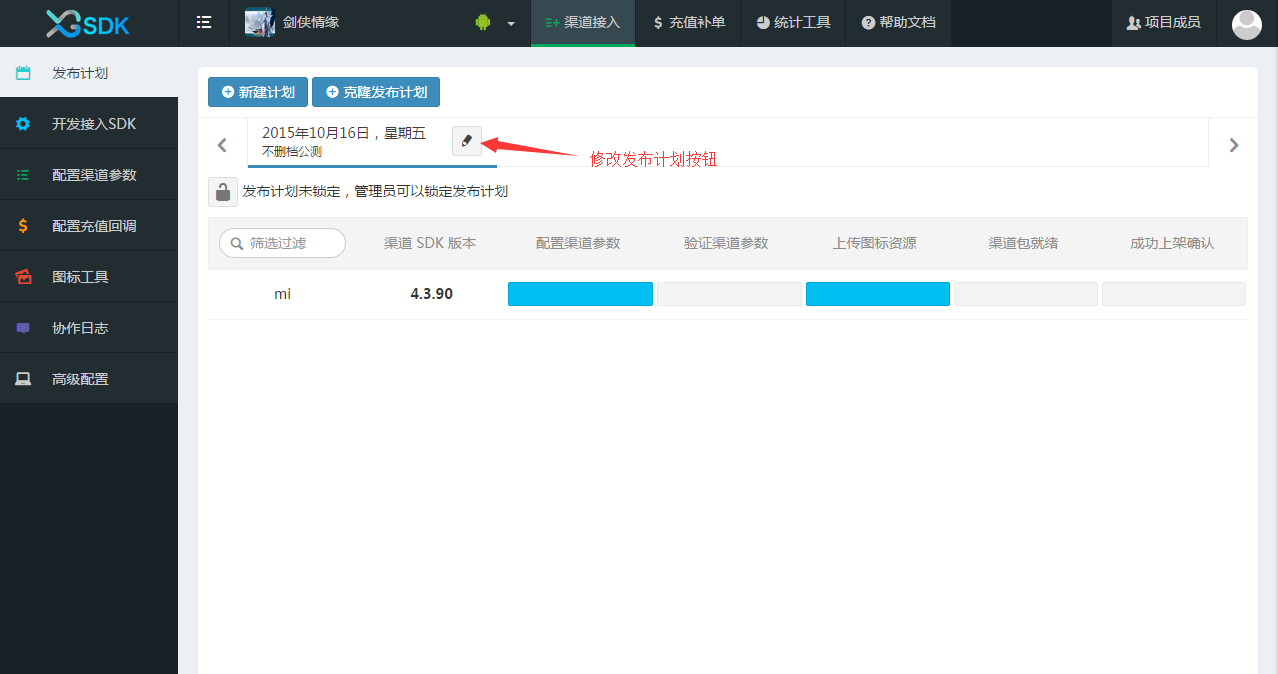 XGSDK
剑侠情缘
渠道接入
$ 充值补单
统计工具
帮助文档
项目成员
发布计划
开发接入SDK
配置渠道参数
配置充值回调
图标工具
协作日志
高级配置
新建计划
克隆发布计划
2015年10月16日，星期五
不删档公测
修改发布计划按钮
发布计划未锁定，管理员可以锁定发布计划
筛选过滤
渠道 SDK 版本
配置渠道参数
验证渠道参数
上传图标资源
渠道包就绪
成功上架确认
mi
4.3.90